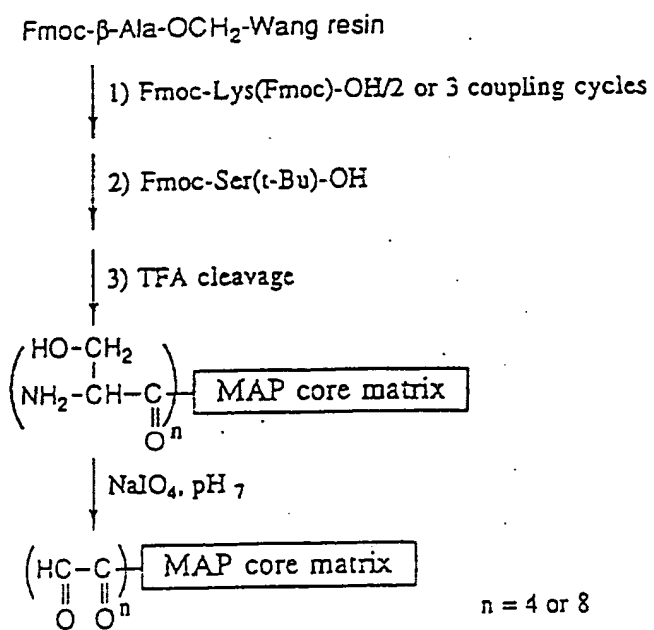 Fmoc-β-Ala-OCH2-Wang resin
1) Fmoc-Lys(Fmoc)-OH/2 or 3 coupling cycles
2) Fmoc-Ser(t-Bu)-OH
3) TFA cleavage
HO-CH2
(NH2-CH-C)n MAP core matrix
O
NaIO4, pH 7
(HC-C)n MAP core matrix
O O
n = 4 or 8